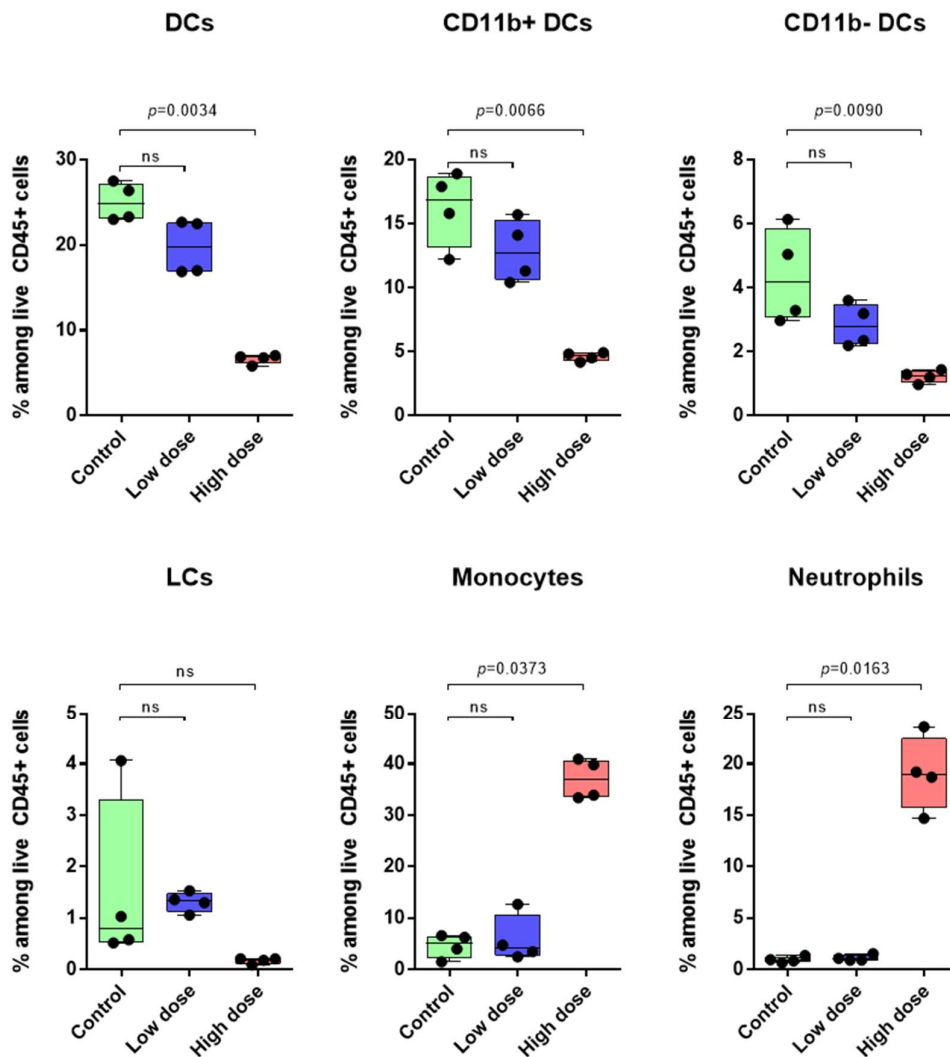 DCs
CD11b+ DCs
CD11b- DCs
p=0.0034
ns
% among live CD45+ cells
30
20
10
0
Control
Low dose
High dose
p=0.0066
ns
% among live CD45+ cells
20
15
10
5
0
Control
Low dose
High dose
p=0.0090
ns
% among live CD45+ cells
8
6
4
2
0
Control
Low dose
High dose
LCs
Monocytes
Neutrophils
ns
ns
% among live CD45+ cells
5
4
3
2
1
0
Control
Low dose
High dose
p=0.0373
ns
% among live CD45+ cells
50
40
30
20
10
0
Control
Low dose
High dose
p=0.0163
ns
% among live CD45+ cells
25
20
15
10
5
0
Control
Low dose
High dose